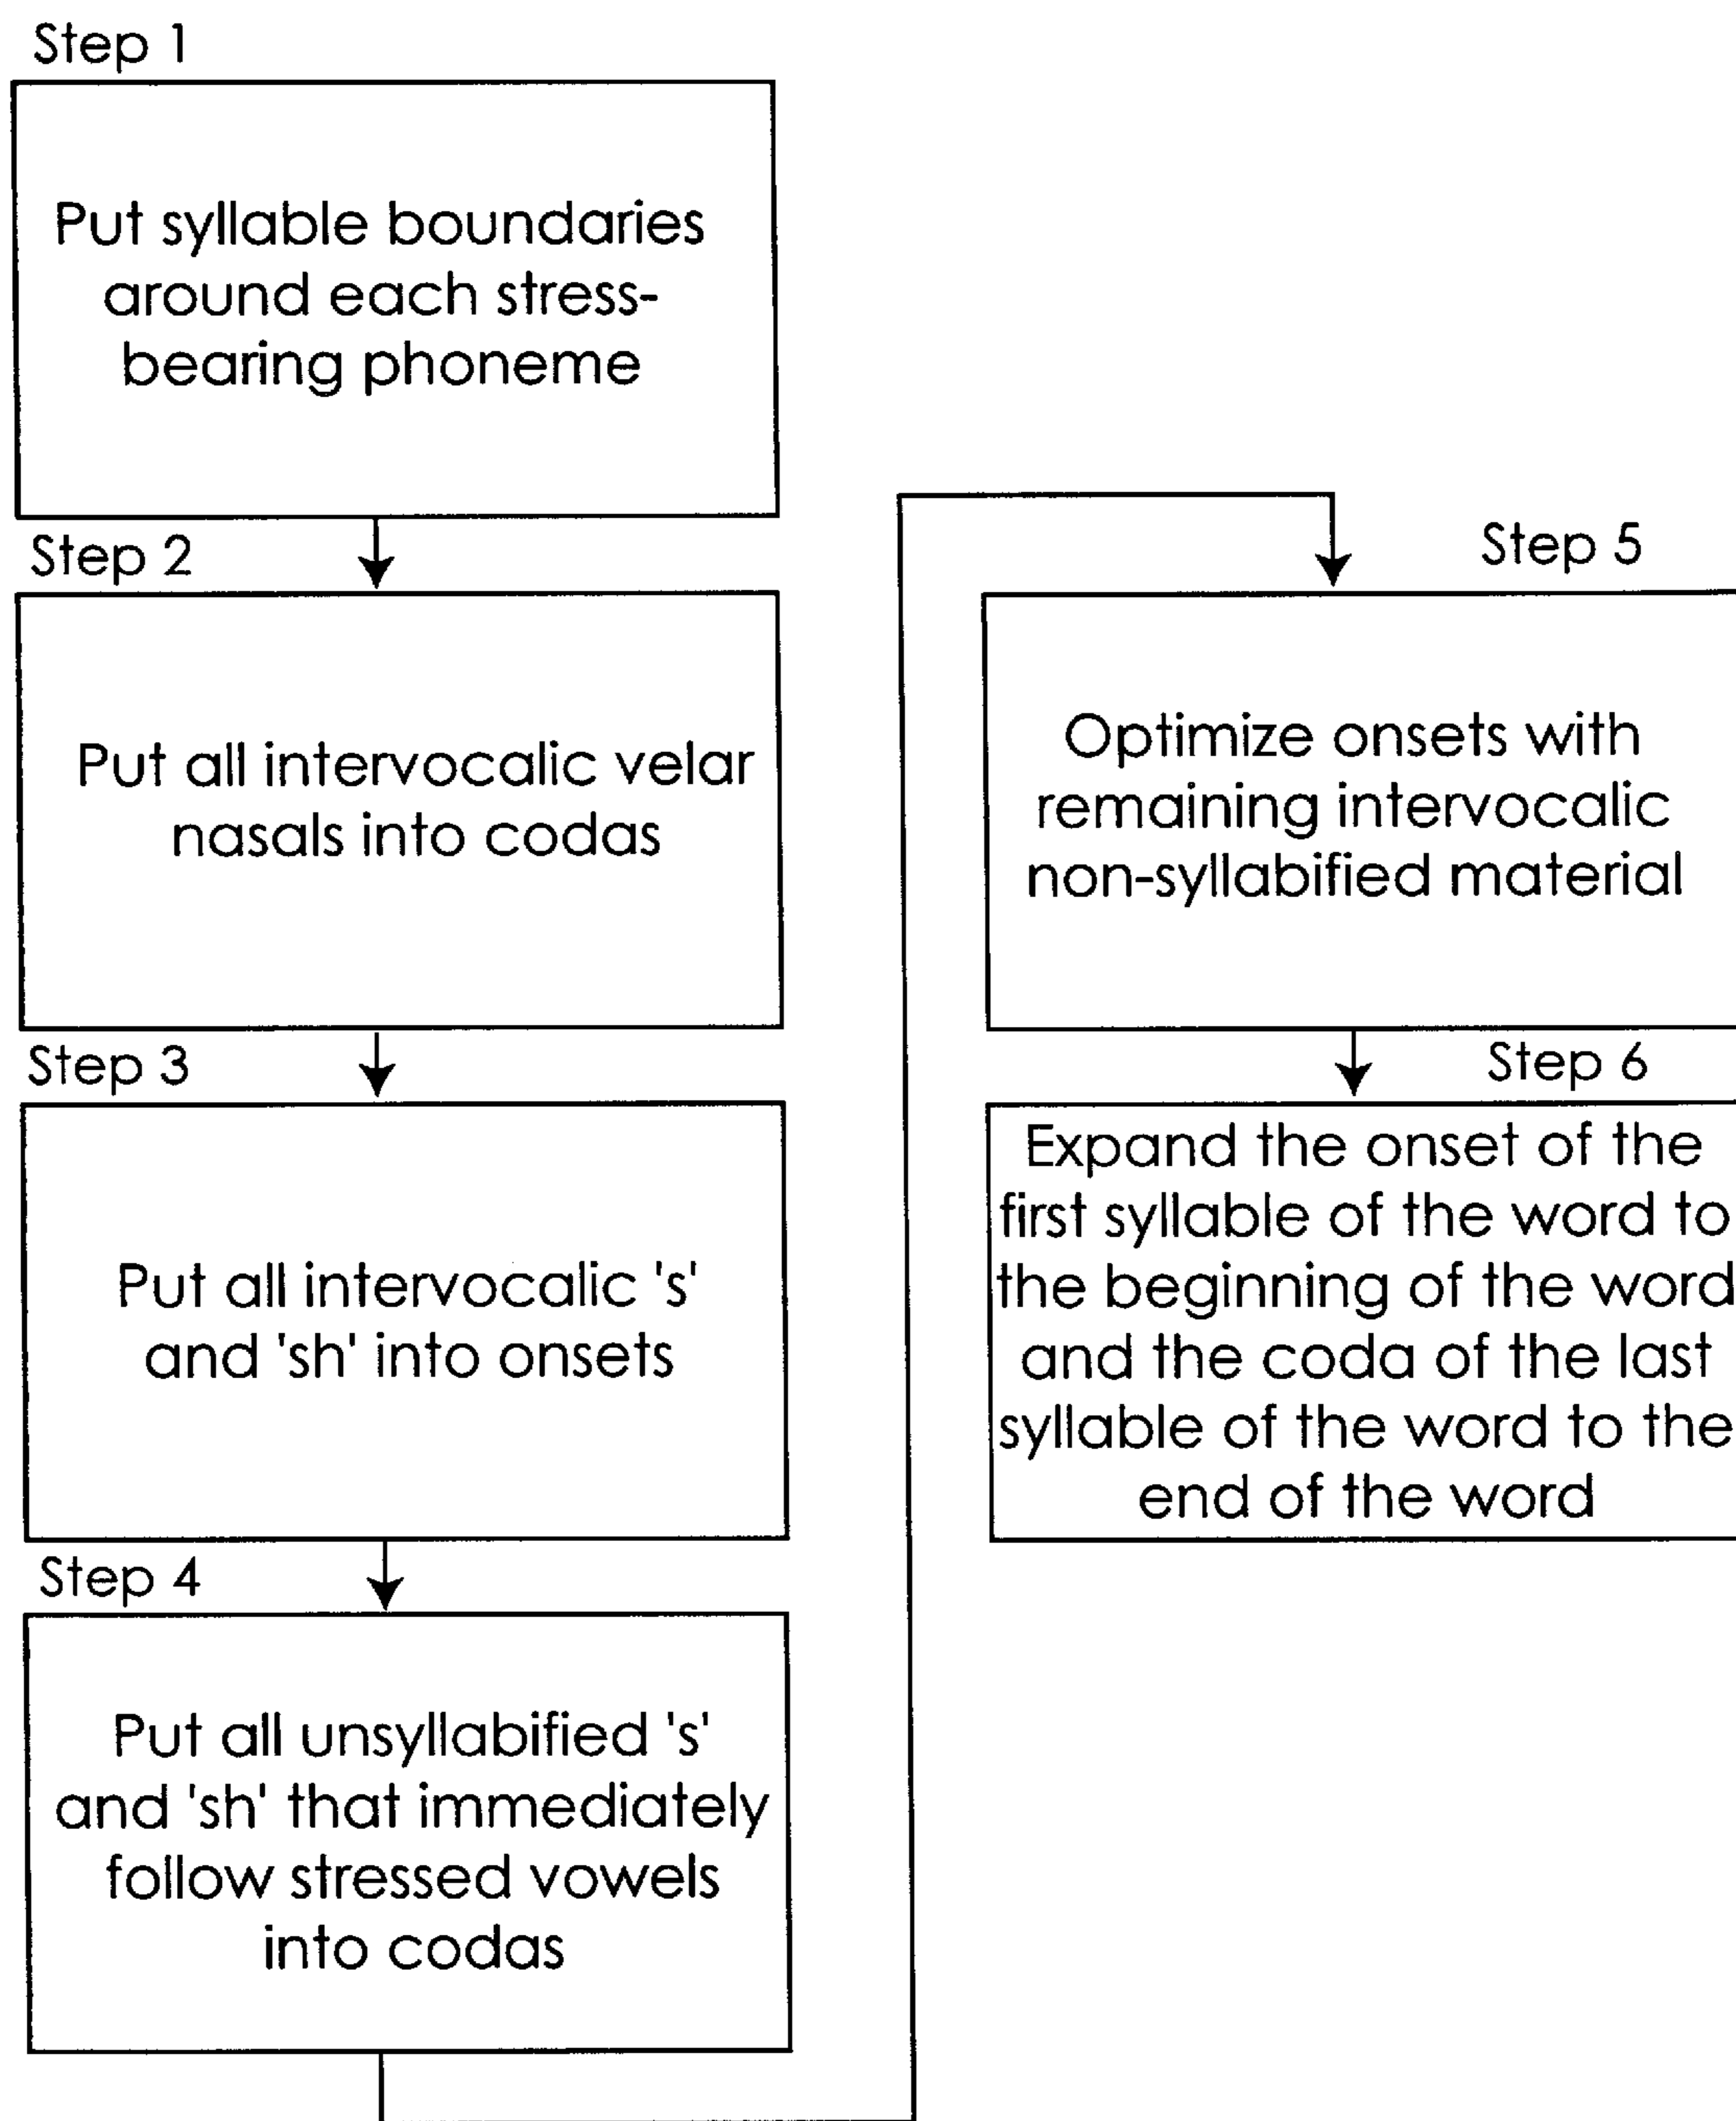 Step 1
Put syllable boundaries
around each stress-
bearing phoneme
Step 2
Put all intervocalic velar
nasals into codas
Step 3
Put all intervocalic 's'
and 'sh' into onsets
Step 4
Put all unsyllabified 's'
and 'sh' that immediately
follow stressed vowels
into codas
Step 5
Optimize onsets with
remaining intervocalic
non-syllabified material
Step 6
Expand the onset of the
first syllable of the word to
the beginning of the word
and the coda of the last
syllable of the word to the
end of the word